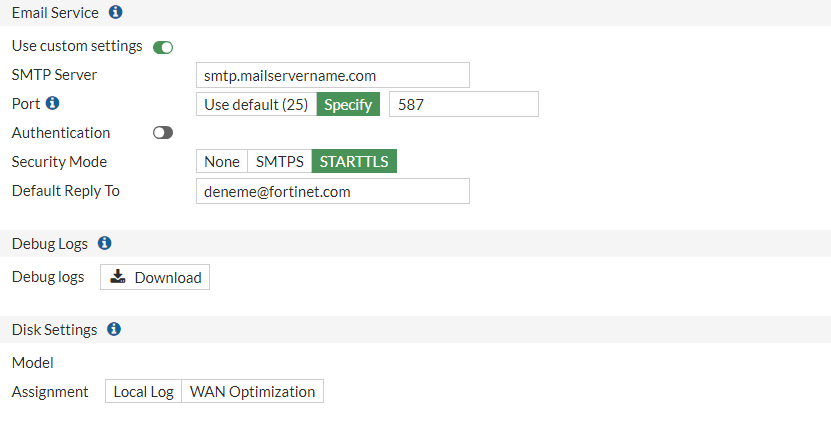 Email Service
Use custom settings
SMTP Server smtp.mailservername.com
Port Use default (25) Specify 587
Authentication
Security Mode None SMTPS STARTTLS
Default Reply To deneme@fortinet.com
Debug Logs
Debug logs Download
Disk Settings
Model
Assignment Local Log WAN Optimization